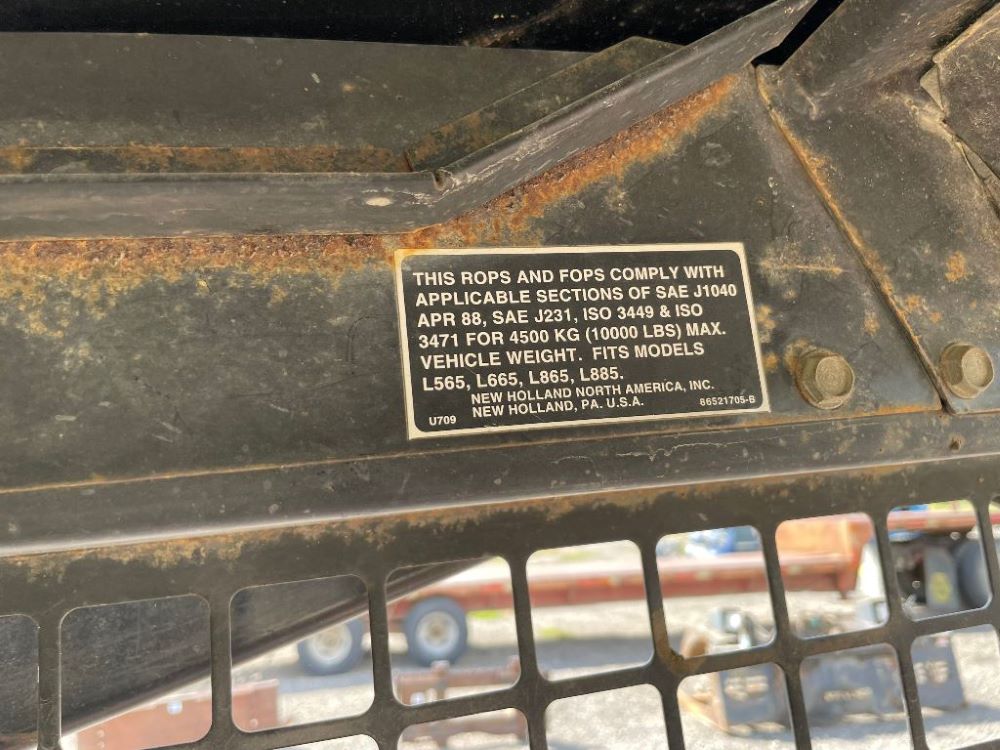 THIS ROPS AND FOPS COMPLY WITH
APPLICABLE SECTIONS OF SAE J1040
APR 88, SAE J231, ISO 3449 & ISO
3471 FOR 4500 KG (10000 LBS) MAX.
VEHICLE WEIGHT. FITS MODELS
L565, L665, L865, L885.
NEW HOLLAND NORTH AMERICA, INC.
U709 NEW HOLLAND, PA. U.S.A. 86521705-B